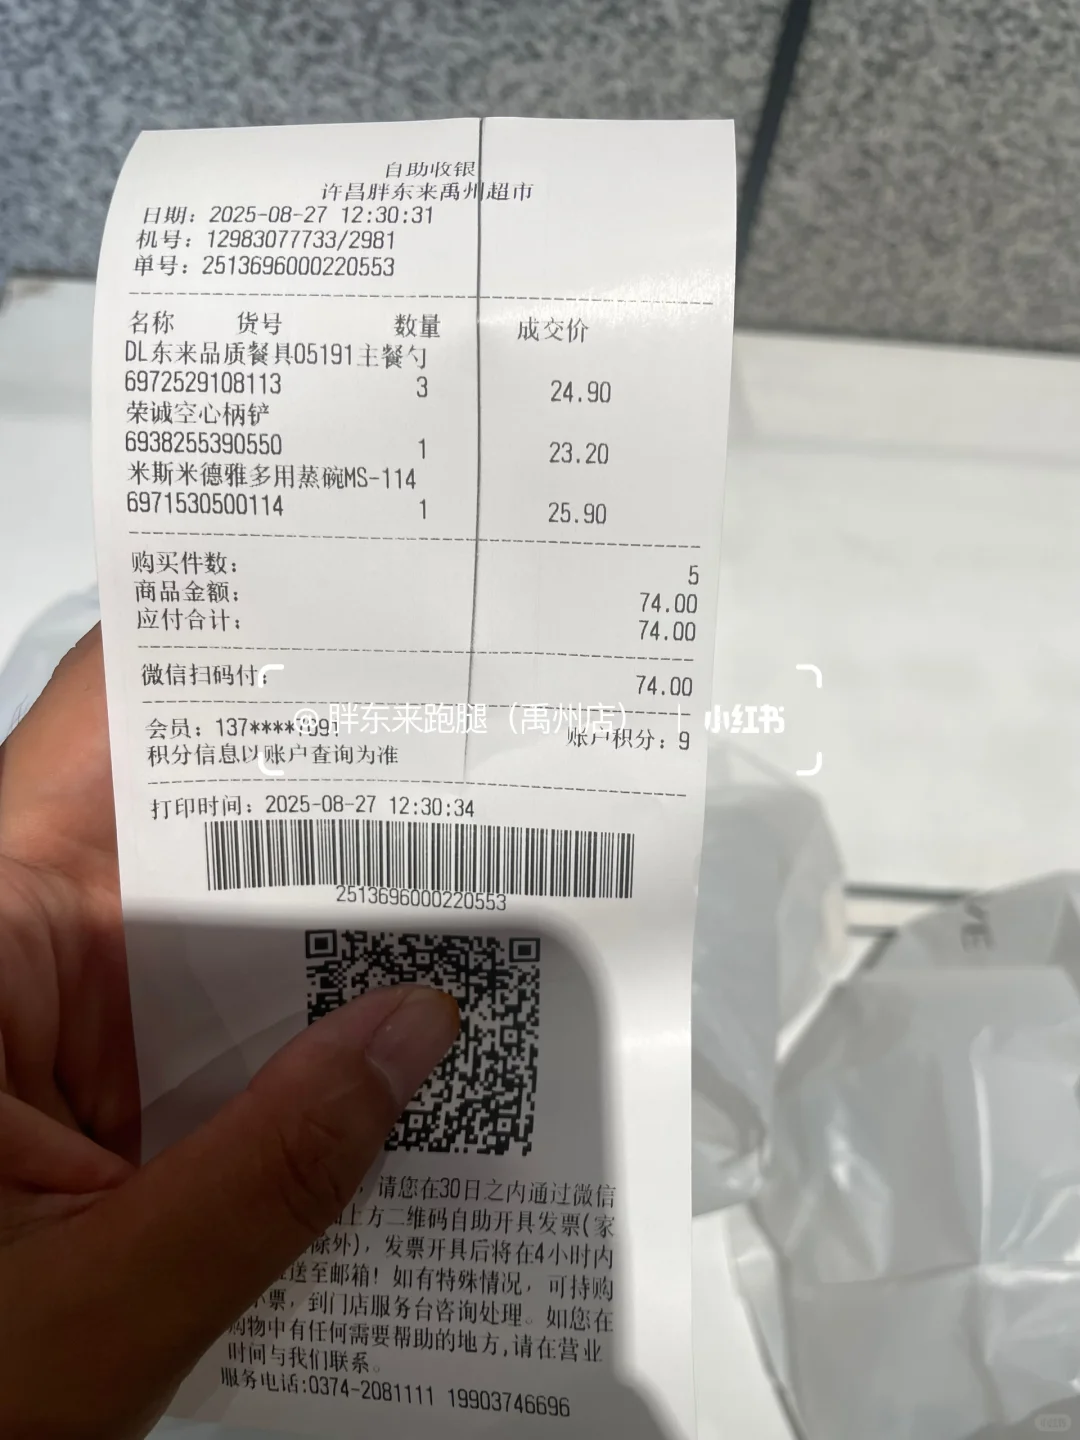 自助收银
许昌胖东来禹州超市
日期：2025-08-27 12:30:31
机号：12983077733/2981
单号：2513696000220553
名称 货号 数量 成交价
DL东来品质餐具05191主餐勺
6972529108113 3 24.90
荣诚空心柄铲
6938255390550 1 23.20
米斯米德雅多用蒸碗MS-114
6971530500114 1 25.90
购买件数： 5
商品金额： 74.00
应付合计： 74.00
微信扫码付： 74.00
@胖东来跑腿（禹州店） | 小红书
会员：137****
账户积分：9
积分信息以账户查询为准
打印时间：2025-08-27 12:30:34
2513696000220553
，请您在30日之内通过微信
上方二维码自助开具发票(家
除外)，发票开具后将在4小时内
送至邮箱！如有特殊情况，可持购
小票，到门店服务台咨询处理。如您在
购物中有任何需要帮助的地方,请在营业
时间与我们联系。
服务电话:0374-2081111 19903746696